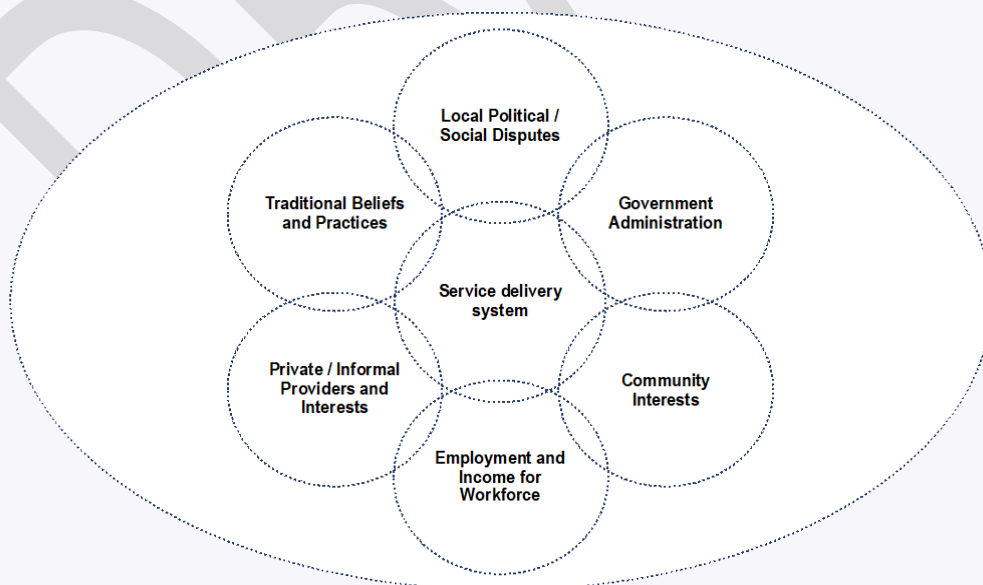 Local Political /
Social Disputes
Traditional Beliefs
and Practices
Government
Administration
Service delivery
system
Private / Informal
Providers and
Interests
Community
Interests
Employment and
Income for
Workforce